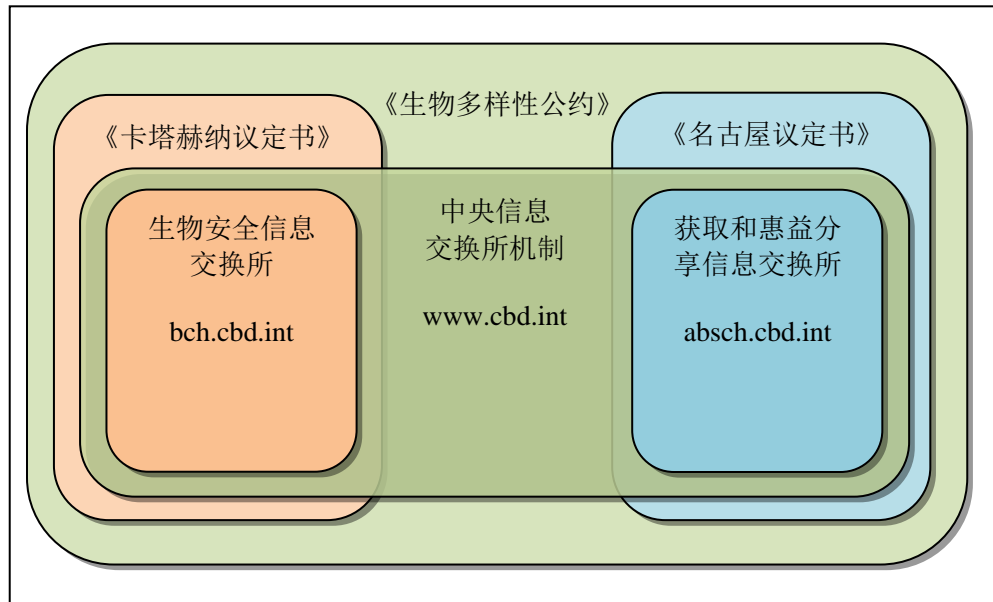 《生物多样性公约》
《卡塔赫纳议定书》
《名古屋议定书》
生物安全信息
交换所
bch.cbd.int
中央信息
交换所机制
www.cbd.int
获取和惠益分
享信息交换所
absch.cbd.int